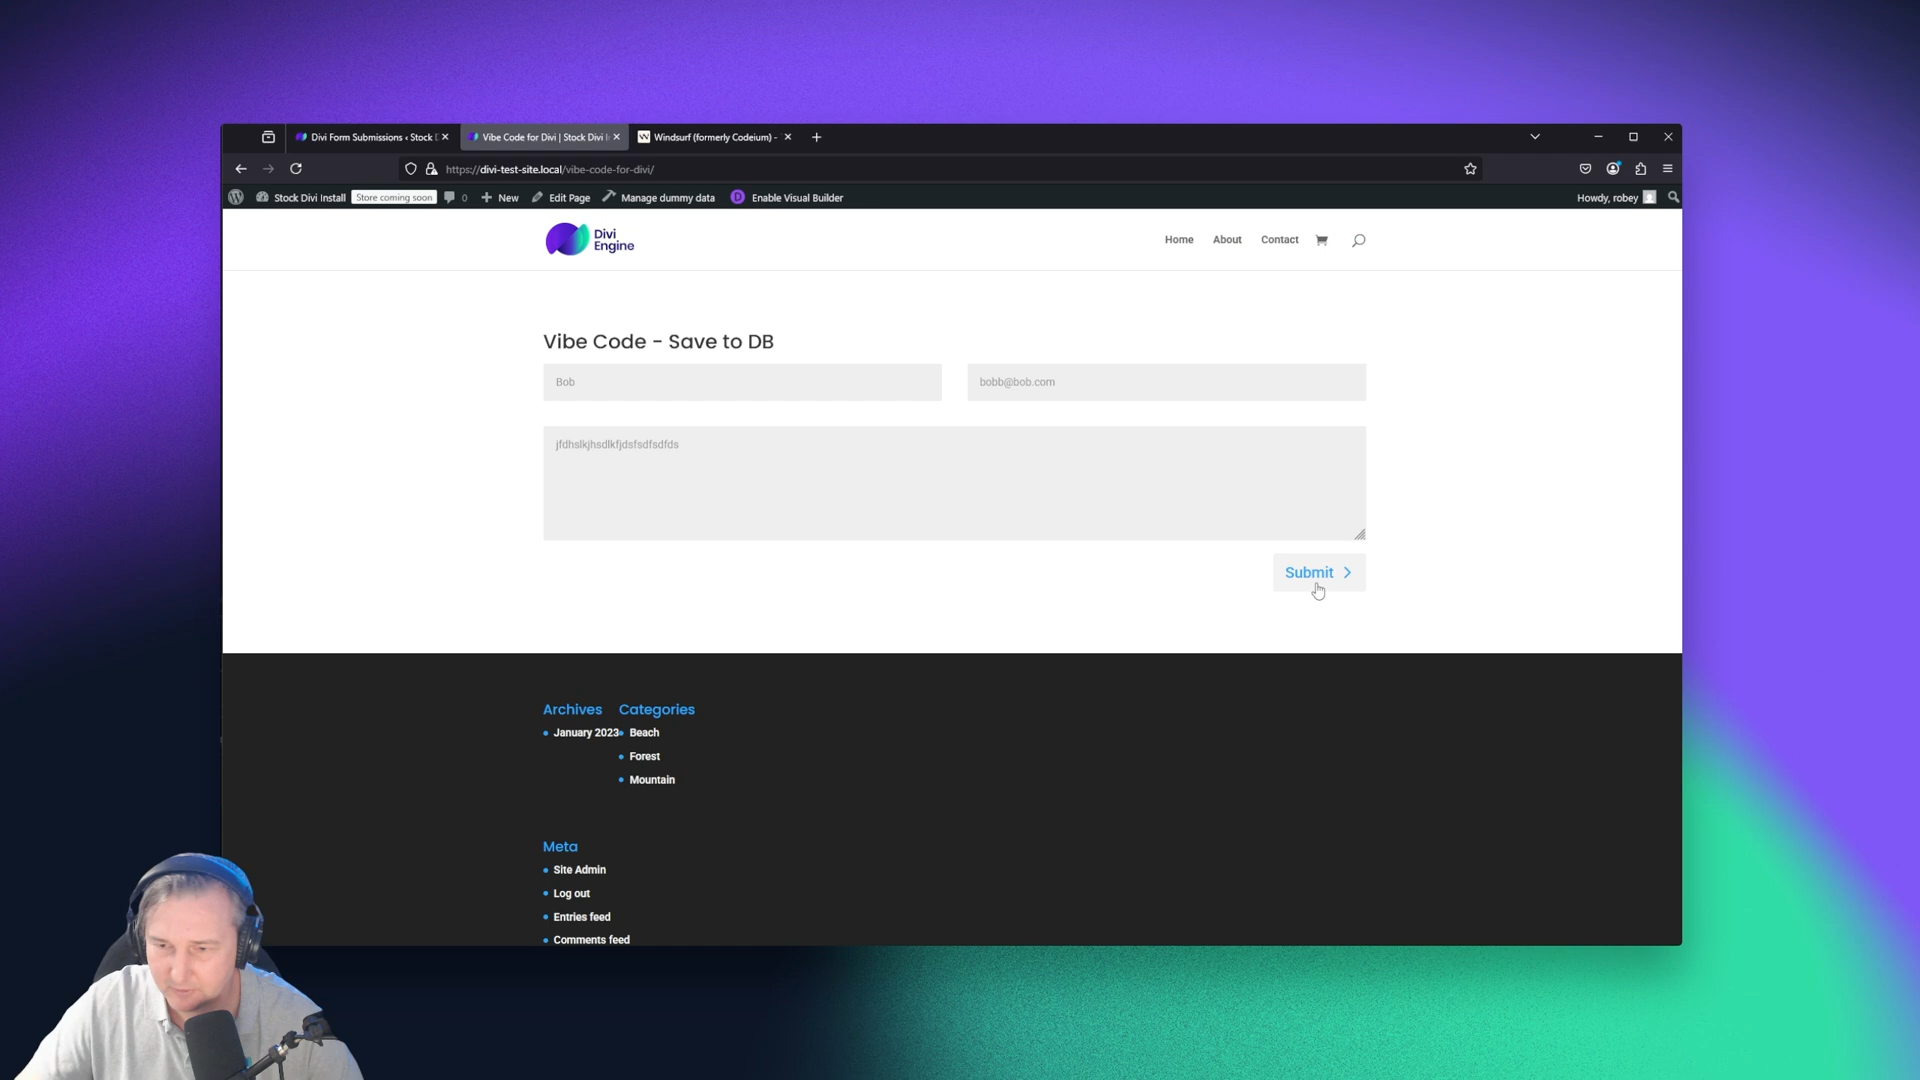 Divi Form Submissions ‹ Stock D
Vibe Code for Divi | Stock Divi I
Windsurf (formerly Codeium) -
https://divi-test-site.local/vibe-code-for-divi/
Stock Divi Install
Store coming soon
0
New
Edit Page
Manage dummy data
D
Enable Visual Builder
Howdy, robey
Divi
Engine
Home
About
Contact
Vibe Code - Save to DB
Bob
bobb@bob.com
jfdhslkjhsdlkfjdsfsdfsdfds
Submit
Archives
January 2023
Categories
Beach
Forest
Mountain
Meta
Site Admin
Log out
Entries feed
Comments feed